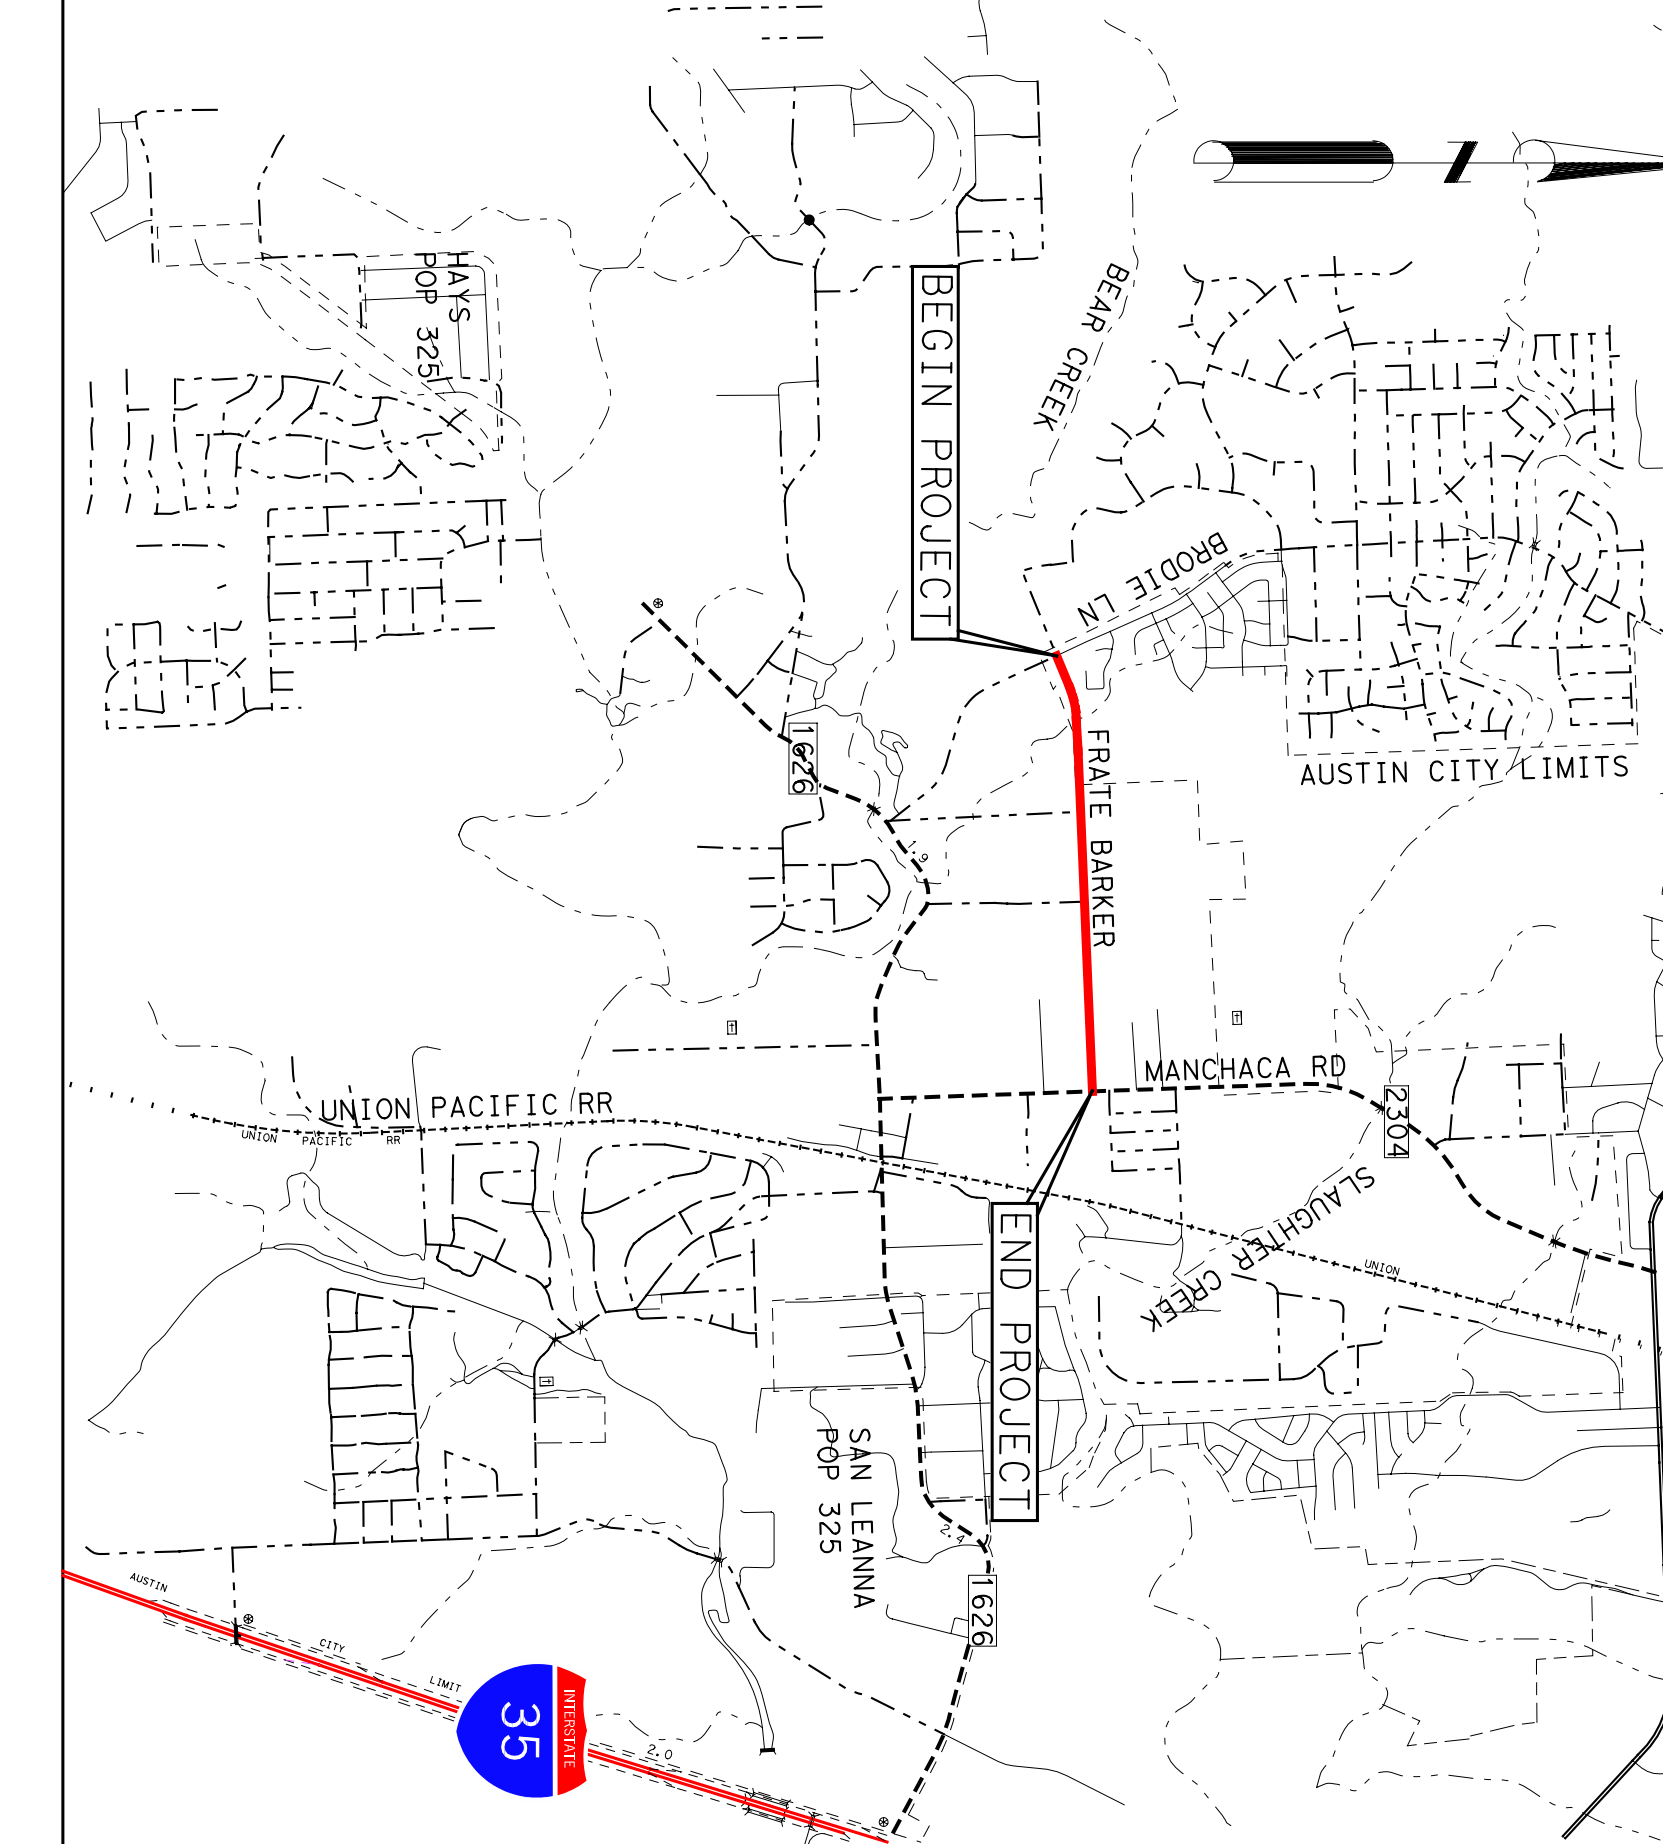 HAYS
POP 325
BEGIN PROJECT
BEAR CREEK
BRODIE LN
1626
FRATE BARKER
AUSTIN CITY LIMITS
1.9
MANCHACA RD
2304
UNION PACIFIC RR
UNION PACIFIC RR
SLAUGHTER CREEK
UNION
END PROJECT
SAN LEANNA
POP 325
2.4
1626
AUSTIN CITY LIMIT
INTERSTATE
35
2.0